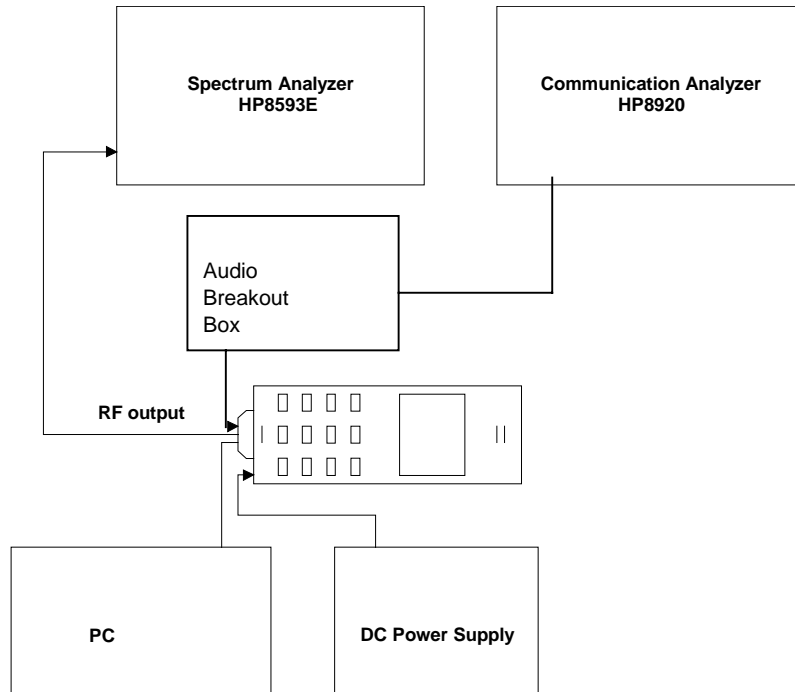 Spectrum Analyzer
HP8593E
Communication Analyzer
HP8920
Audio
Breakout
Box
RF output
PC
DC Power Supply